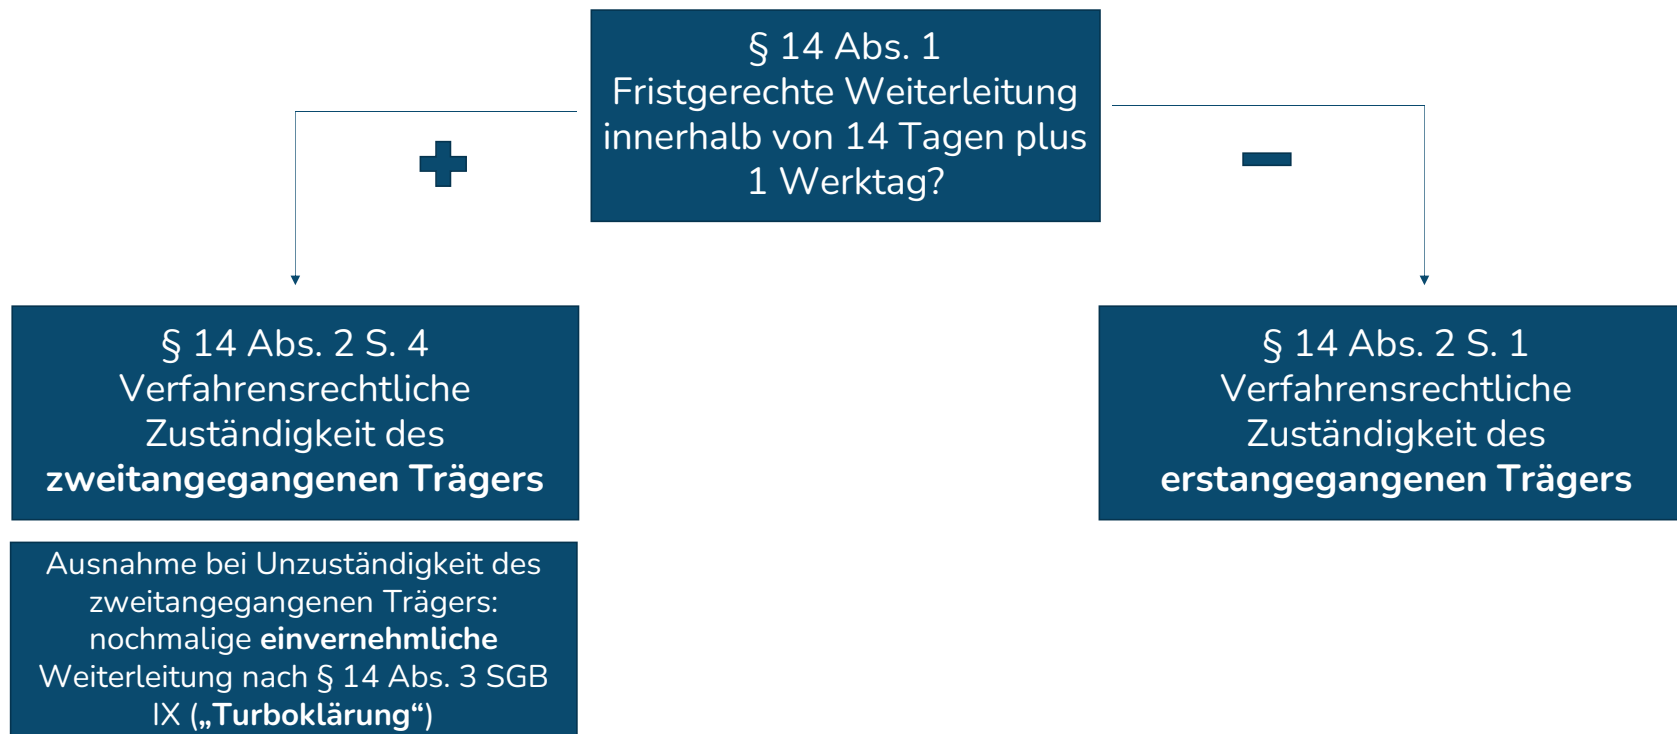 § 14 Abs. 1
Fristgerechte Weiterleitung
innerhalb von 14 Tagen plus
1 Werktag?
§ 14 Abs. 2 S. 4
Verfahrensrechtliche
Zuständigkeit des
zweitangegangenen Trägers
§ 14 Abs. 2 S. 1
Verfahrensrechtliche
Zuständigkeit des
erstangegangenen Trägers
Ausnahme bei Unzuständigkeit des
zweitangegangenen Trägers:
nochmalige einvernehmliche
Weiterleitung nach § 14 Abs. 3 SGB
IX („Turboklärung“)